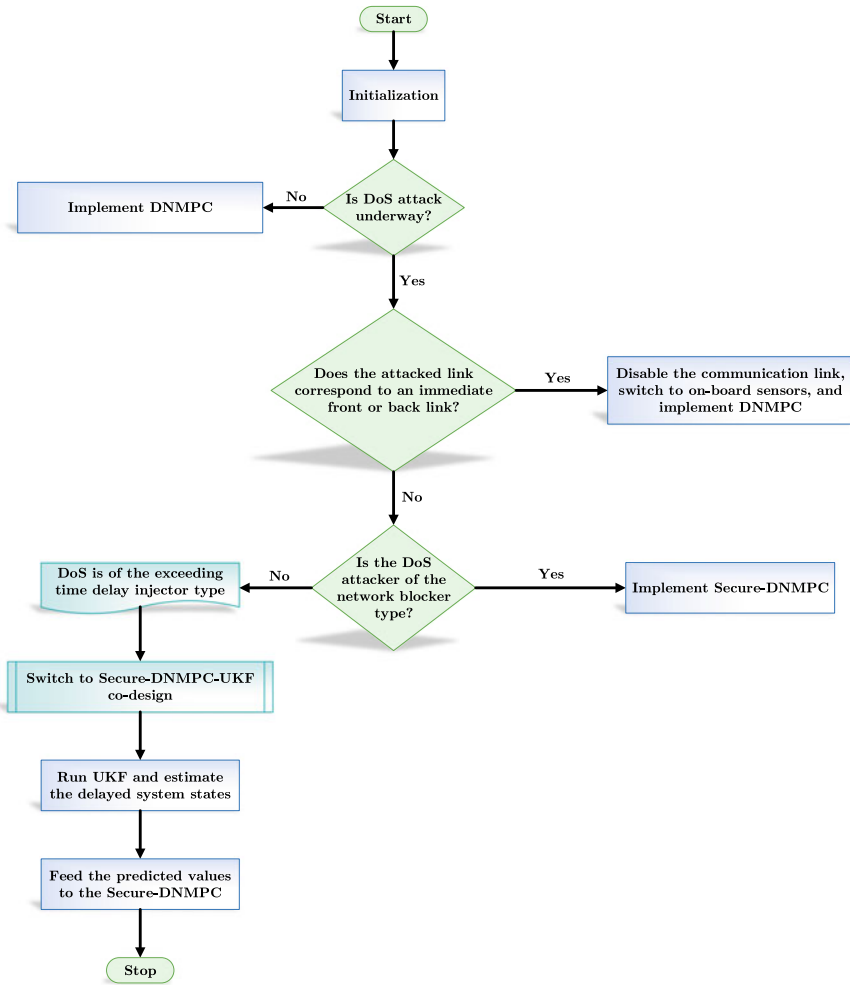 Start
Initialization
Is DoS attack
underway?
No
Implement DNMPC
Yes
Does the attacked link
correspond to an immediate
front or back link?
Yes
Disable the communication link,
switch to on-board sensors, and
implement DNMPC
No
Is the DoS
attacker of the
network blocker
type?
Yes
Implement Secure-DNMPC
No
DoS is of the exceeding
time delay injector type
Switch to Secure-DNMPC-UKF
co-design
Run UKF and estimate
the delayed system states
Feed the predicted values
to the Secure-DNMPC
Stop